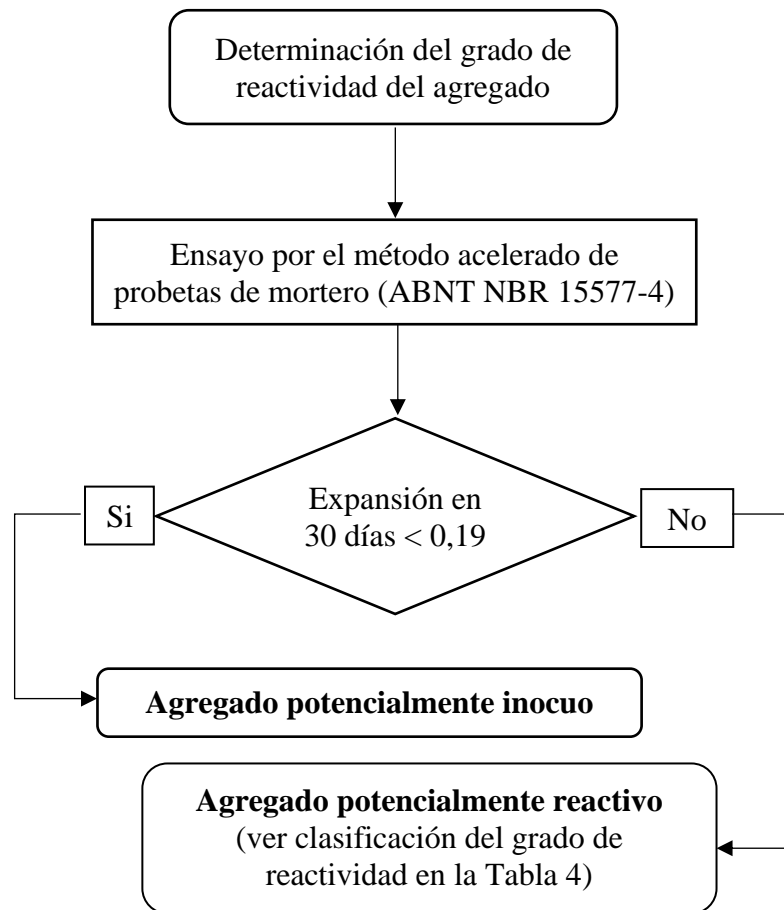 Determinación del grado de
reactividad del agregado
Ensayo por el método acelerado de
probetas de mortero (ABNT NBR 15577-4)
Si
Expansión en
30 días < 0,19
No
Agregado potencialmente inocuo
Agregado potencialmente reactivo
(ver clasificación del grado de
reactividad en la Tabla 4)